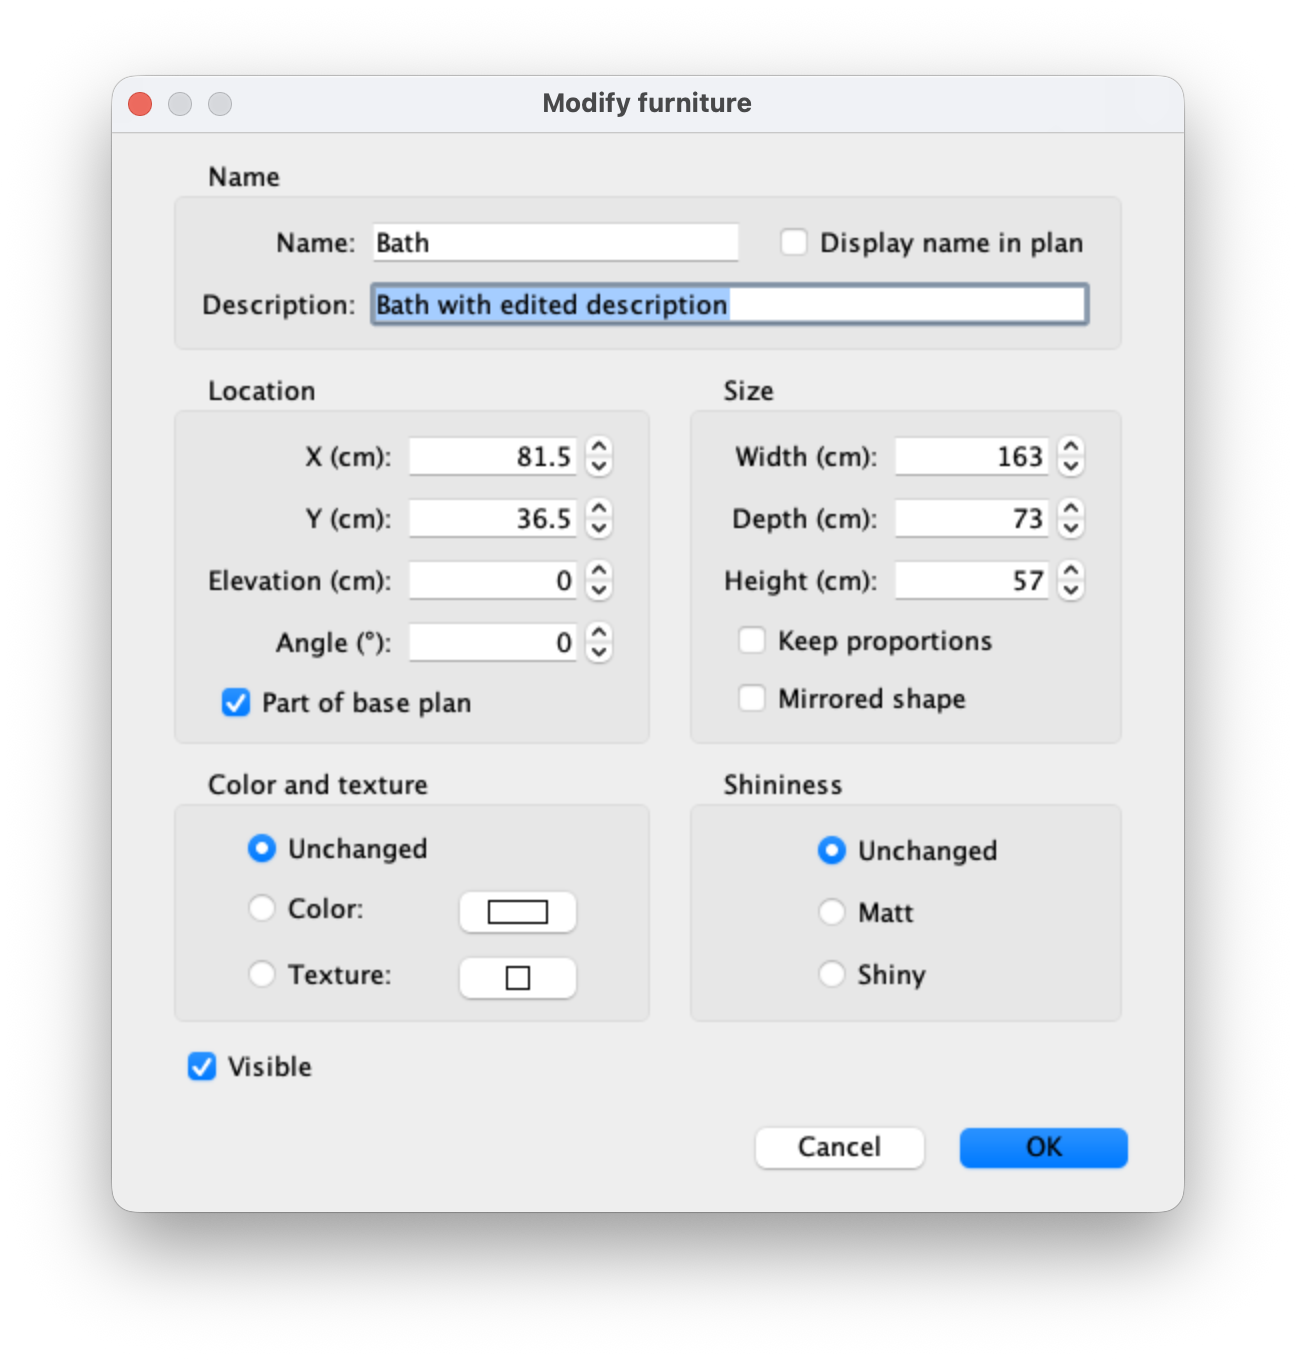 Modify furniture
Name
Name: Bath Display name in plan
Description: Bath with edited description
Location
X (cm): 81.5
Y (cm): 36.5
Elevation (cm): 0
Angle (°): 0
Part of base plan
Size
Width (cm): 163
Depth (cm): 73
Height (cm): 57
Keep proportions
Mirrored shape
Color and texture
Unchanged
Color:
Texture:
Shininess
Unchanged
Matt
Shiny
Visible
Cancel OK